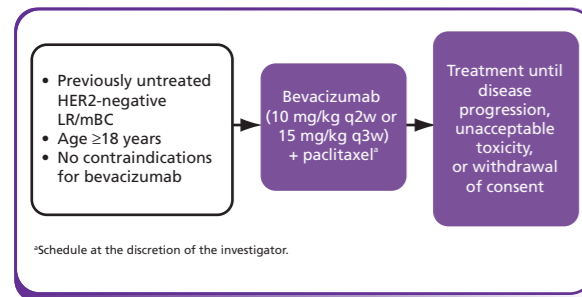 • Previously untreated
HER2-negative
LR/mBC
• Age ≥18 years
• No contraindications
for bevacizumab
Bevacizumab
(10 mg/kg q2w or
15 mg/kg q3w)
+ paclitaxelᵃ
Treatment until
disease
progression,
unacceptable
toxicity,
or withdrawal
of consent
ᵃSchedule at the discretion of the investigator.